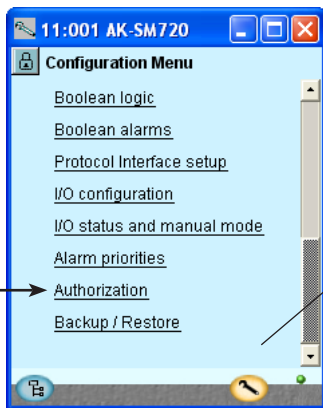 11:001 AK-SM720
Configuration Menu
Boolean logic
Boolean alarms
Protocol Interface setup
I/O configuration
I/O status and manual mode
Alarm priorities
Authorization
Backup / Restore